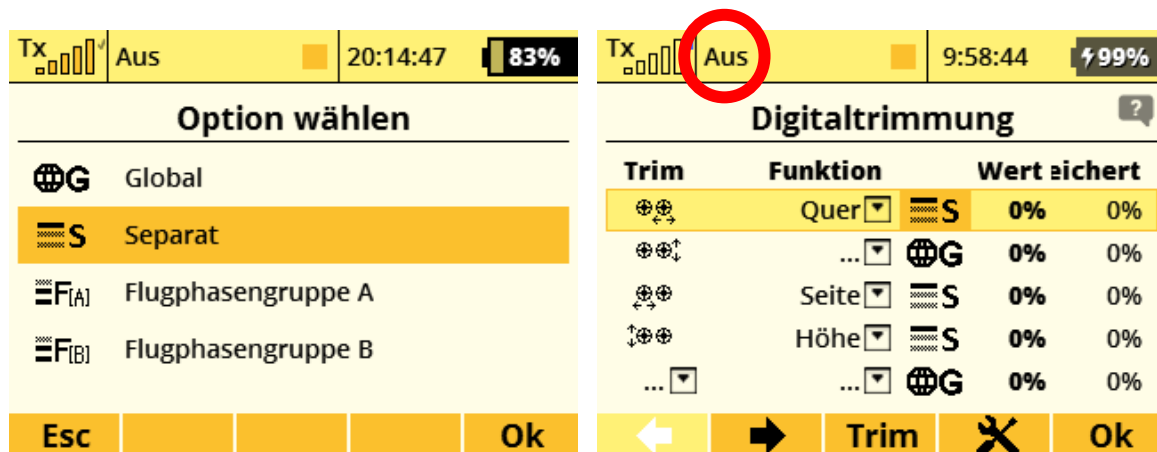 Tx Aus 20:14:47 83%
Option wählen
G Global
S Separat
F[A] Flugphasengruppe A
F[B] Flugphasengruppe B
Esc Ok
Tx Aus 9:58:44 99%
Digitaltrimmung ?
Trim Funktion Wert eichert
Quer S 0% 0%
... G 0% 0%
Seite S 0% 0%
Höhe S 0% 0%
... ... G 0% 0%
Trim Ok